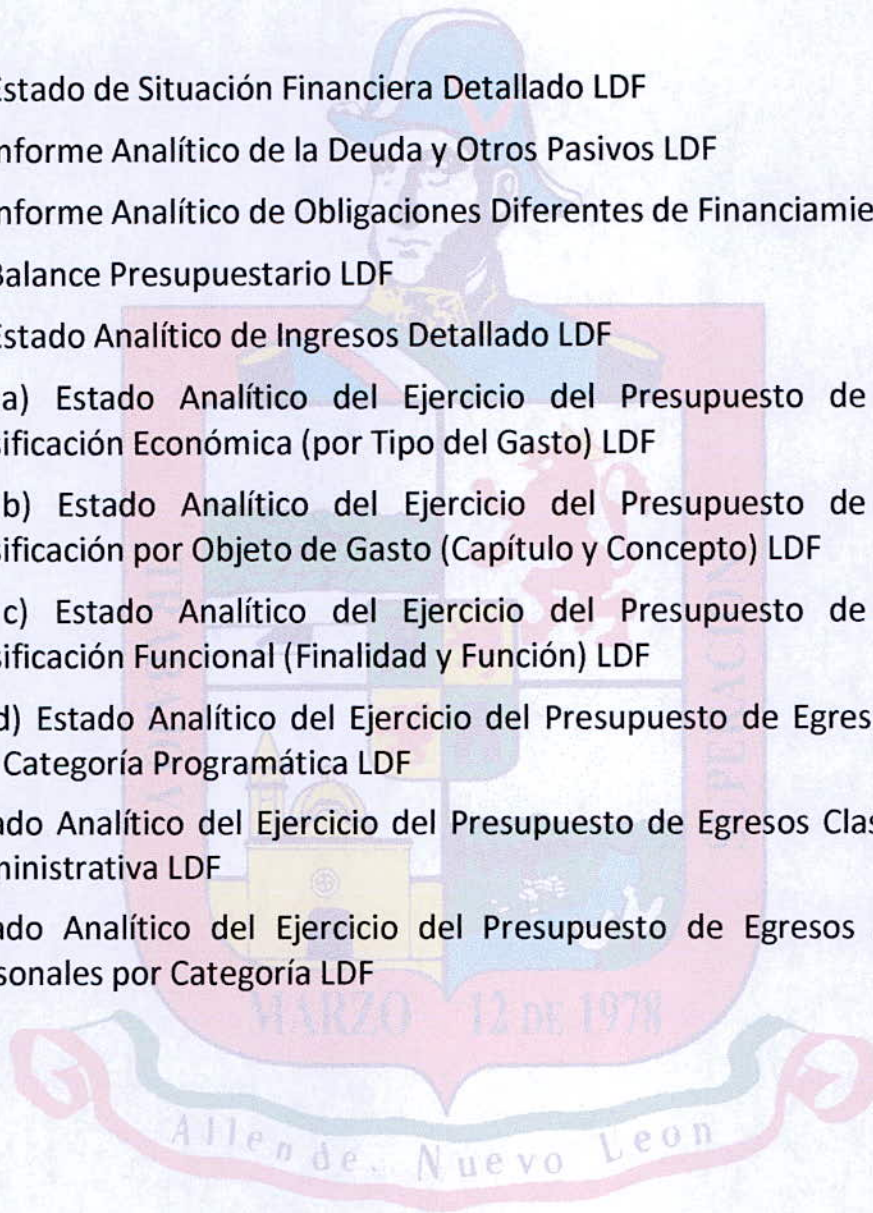 Estado de Situación Financiera Detallado LDF
nforme Analítico de la Deuda y Otros Pasivos LDF
nforme Analítico de Obligaciones Diferentes de Financiamie
Balance Presupuestario LDF
Estado Analítico de Ingresos Detallado LDF
a) Estado Analítico del Ejercicio del Presupuesto de
sificación Económica (por Tipo del Gasto) LDF
b) Estado Analítico del Ejercicio del Presupuesto de
sificación por Objeto de Gasto (Capítulo y Concepto) LDF
c) Estado Analítico del Ejercicio del Presupuesto de
sificación Funcional (Finalidad y Función) LDF
d) Estado Analítico del Ejercicio del Presupuesto de Egres
Categoría Programática LDF
ado Analítico del Ejercicio del Presupuesto de Egresos Clas
ministrativa LDF
ado Analítico del Ejercicio del Presupuesto de Egresos
sonales por Categoría LDF
MARZO 12 DE 1978
Allende, Nuevo Leon